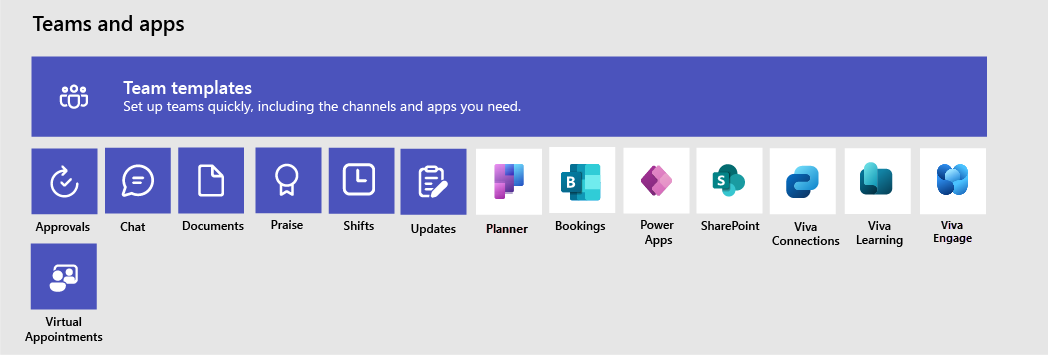 Teams and apps
Team templates
Set up teams quickly, including the channels and apps you need.
Approvals
Chat
Documents
Praise
Shifts
Updates
Planner
B
Bookings
Power
Apps
S
SharePoint
Viva
Connections
Viva
Learning
Viva
Engage
Virtual
Appointments